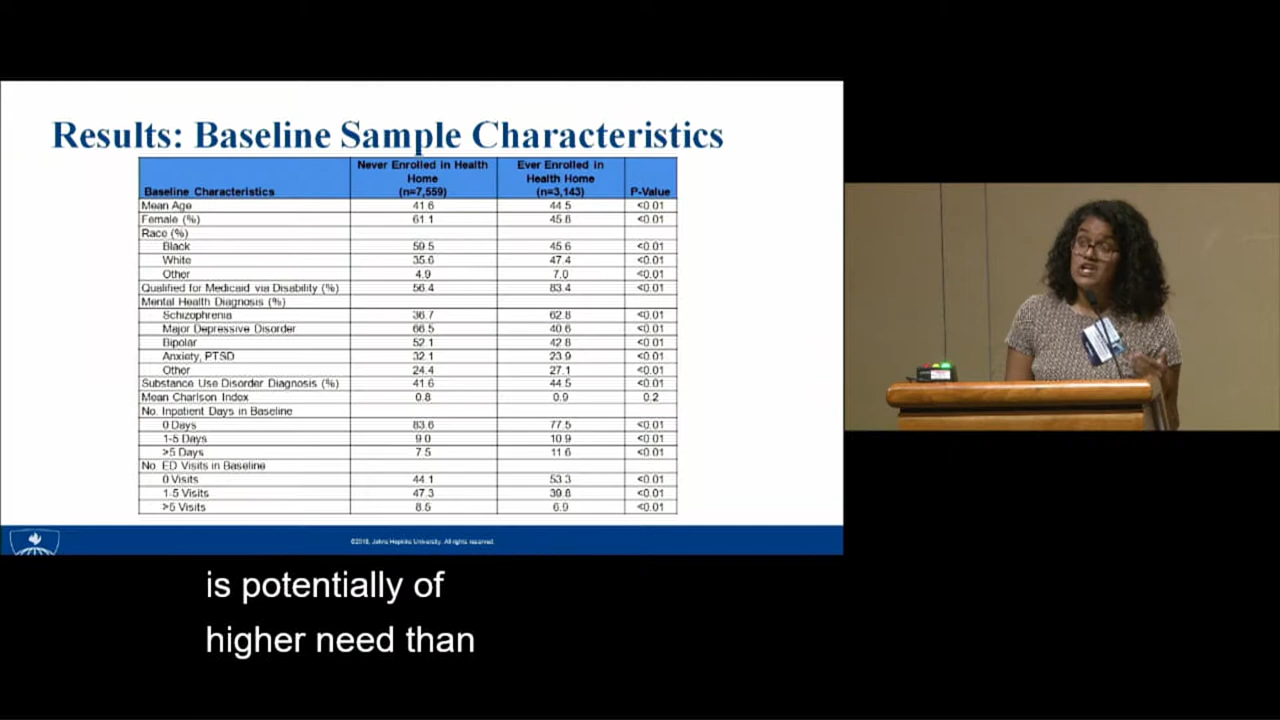 Results: Baseline Sample Characteristics
Baseline Characteristics Never Enrolled in Health Home (n=7,559) Ever Enrolled in Health Home (n=3,143) P-Value
Mean Age 41.6 44.5 <0.01
Female (%) 61.1 45.8 <0.01
Race (%)
Black 59.5 45.6 <0.01
White 35.6 47.4 <0.01
Other 4.9 7.0 <0.01
Qualified for Medicaid via Disability (%) 56.4 83.4 <0.01
Mental Health Diagnosis (%)
Schizophrenia 36.7 62.8 <0.01
Major Depressive Disorder 66.5 40.6 <0.01
Bipolar 52.1 42.8 <0.01
Anxiety, PTSD 32.1 23.9 <0.01
Other 24.4 27.1 <0.01
Substance Use Disorder Diagnosis (%) 41.6 44.5 <0.01
Mean Charlson Index 0.8 0.9 0.2
No. Inpatient Days in Baseline
0 Days 83.6 77.5 <0.01
1-5 Days 9.0 10.9 <0.01
>5 Days 7.5 11.6 <0.01
No. ED Visits in Baseline
0 Visits 44.1 53.3 <0.01
1-5 Visits 47.3 39.8 <0.01
>5 Visits 8.5 6.9 <0.01
Johns Hopkins University. All rights reserved.
is potentially of
higher need than